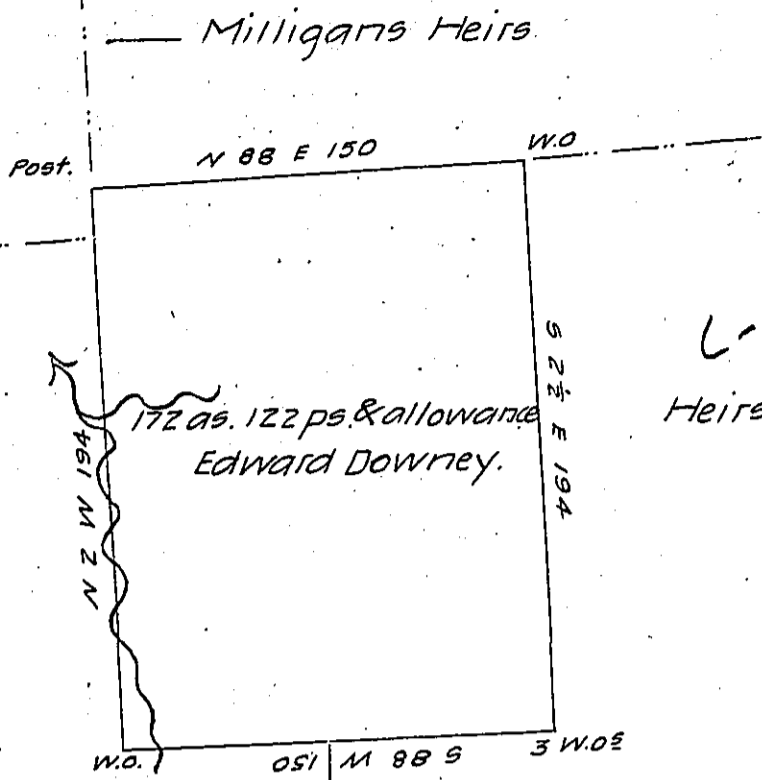 Milligans Heirs.
Post.
N 88 E 150
W.O
S 2½ E 194
Heirs
172 as. 122 ps. & allowance
Edward Downey.
N 2 W 194
W.O.
S 88 W 150
3 W.Os